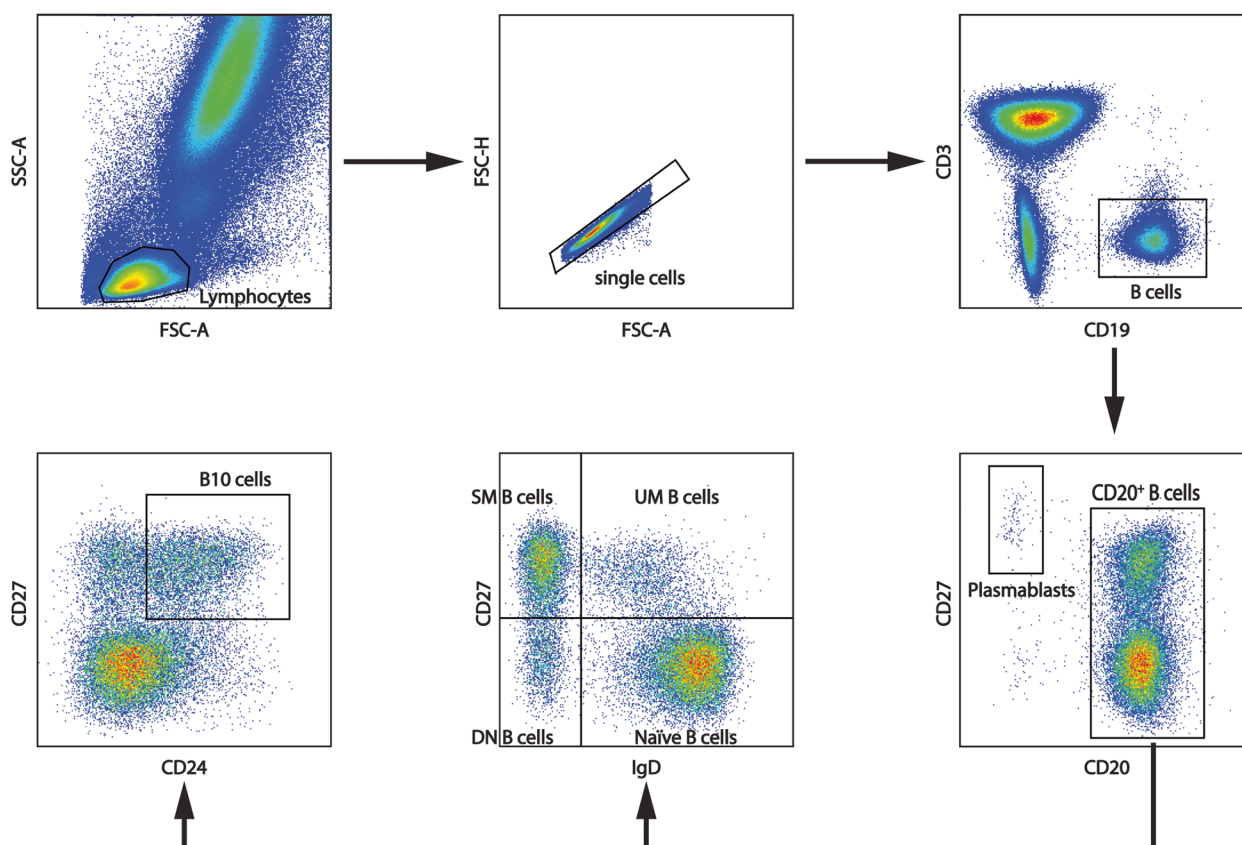 SSC-A
Lymphocytes
FSC-A
FSC-H
single cells
FSC-A
CD3
B cells
CD19
CD27
B10 cells
CD24
CD27
SM B cells
UM B cells
DN B cells
Naïve B cells
IgD
CD27
CD20⁺ B cells
Plasmablasts
CD20